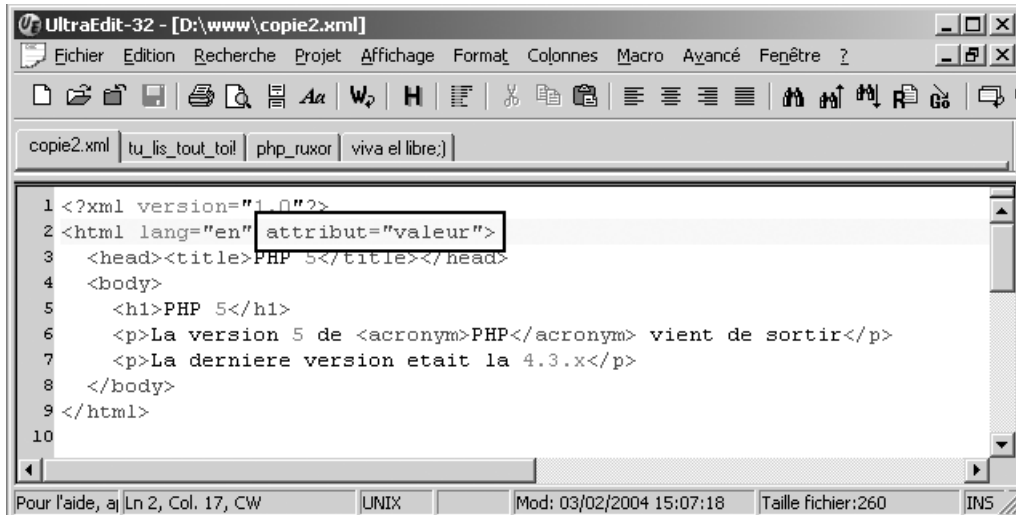 UltraEdit-32 - [D:\www\copie2.xml]
Fichier Edition Recherche Projet Affichage Format Colonnes Macro Avancé Fenêtre ?
copie2.xml tu_lis_tout_toi! php_ruxor viva el libre;)
1 <?xml version="1.0"?>
2 <html lang="en" attribut="valeur">
3 <head><title>PHP 5</title></head>
4 <body>
5 <h1>PHP 5</h1>
6 <p>La version 5 de <acronym>PHP</acronym> vient de sortir</p>
7 <p>La derniere version etait la 4.3.x</p>
8 </body>
9 </html>
10
Pour l'aide, a Ln 2, Col. 17, CW UNIX Mod: 03/02/2004 15:07:18 Taille fichier:260 INS